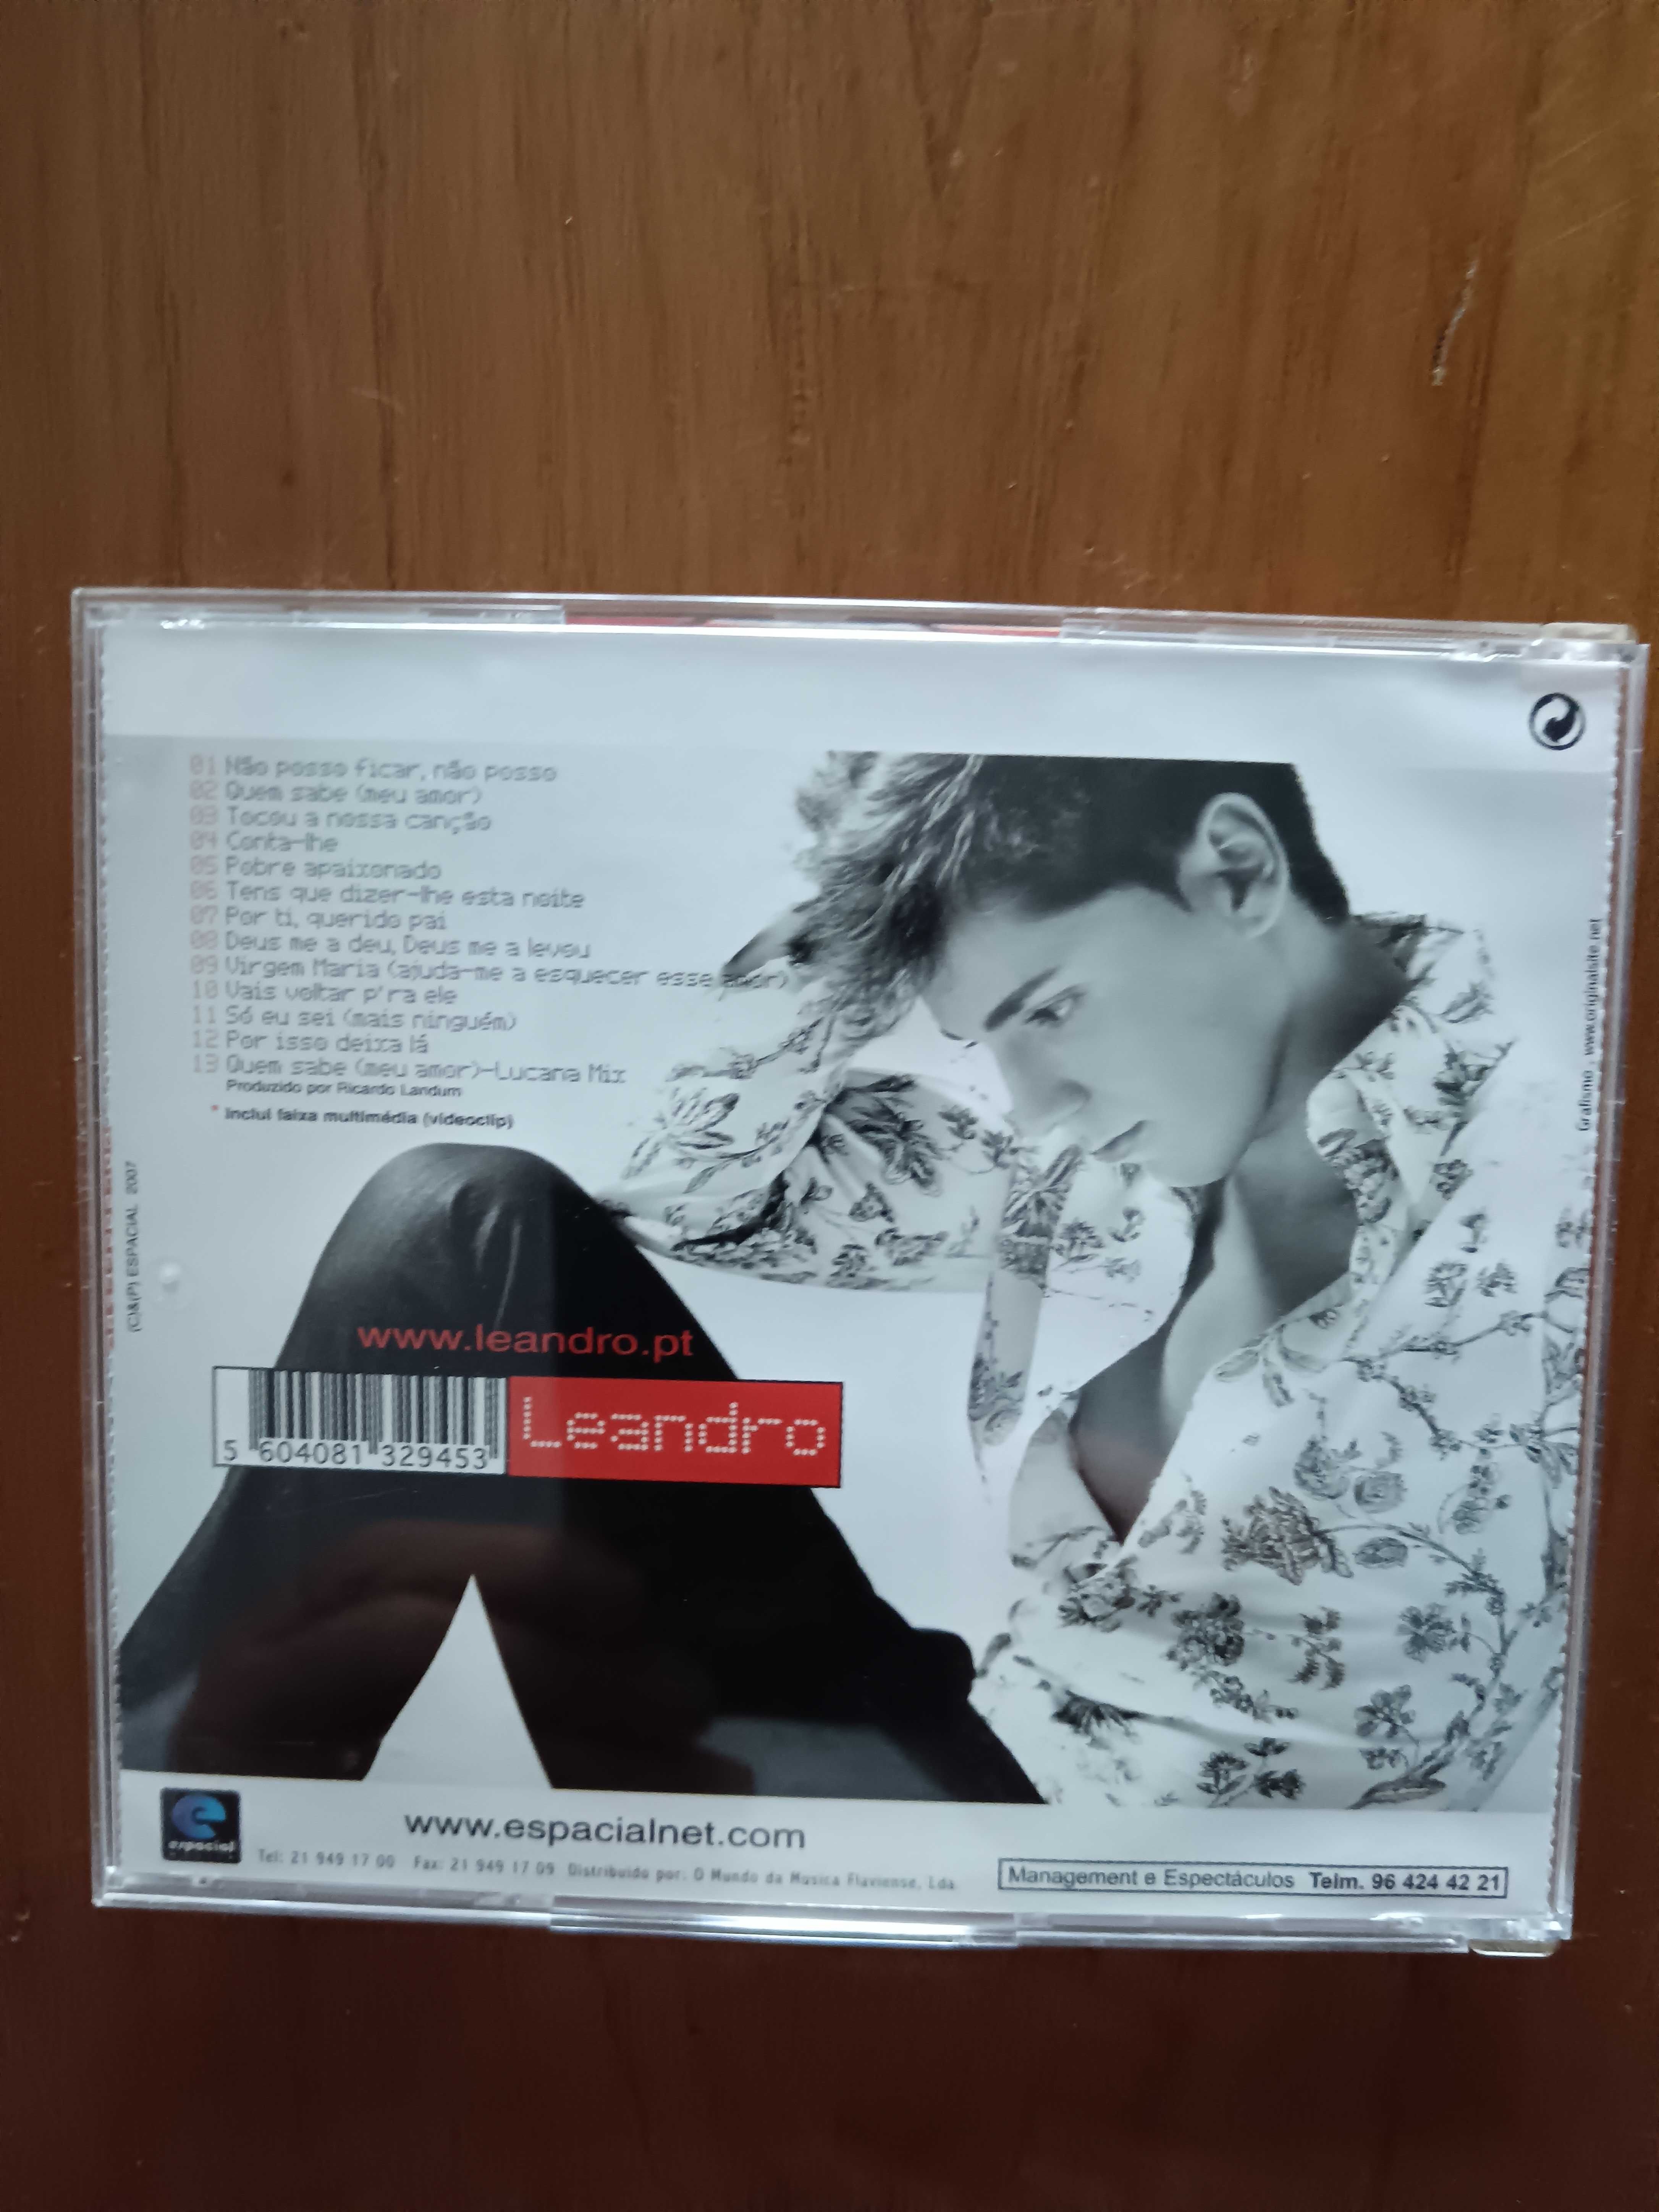 01 Não posso ficar, não posso
02 Quem sabe (meu amor)
03 Tocou a nossa canção
04 Conta-lhe
05 Pobre apaixonado
06 Tens que dizer-lhe esta noite
07 Por ti, querido pai
08 Deus me a deu, Deus me a levou
09 Virgem Maria (ajuda-me a esquecer esse amor)
10 Vais voltar p'ra ele
11 Só eu sei (mais ninguém)
12 Por isso deixa lá
13 Quem sabe (meu amor)-Lucana Mix
Produzido por Ricardo Landum
* Inclui faixa multimédia (videoclip)
(C)&(P) ESPACIAL 2007
Grafismo www.originalsite.net
www.leandro.pt
5 604081 329453
Leandro
espacial
www.espacialnet.com
Tel: 21 949 17 00 Fax: 21 949 17 09 Distribuido por: O Mundo da Musica Flaviense, Lda
Management e Espectáculos Telm. 96 424 42 21